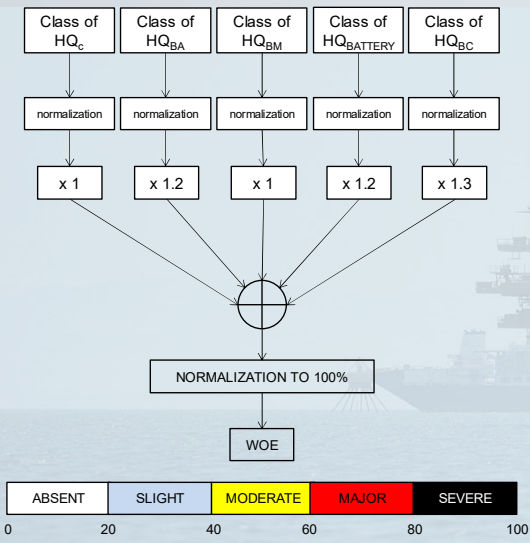 Class of
HQc
Class of
HQBA
Class of
HQBM
Class of
HQBATTERY
Class of
HQBC
normalization
normalization
normalization
normalization
normalization
x 1
x 1.2
x 1
x 1.2
x 1.3
NORMALIZATION TO 100%
WOE
ABSENT SLIGHT MODERATE MAJOR SEVERE
0 20 40 60 80 100